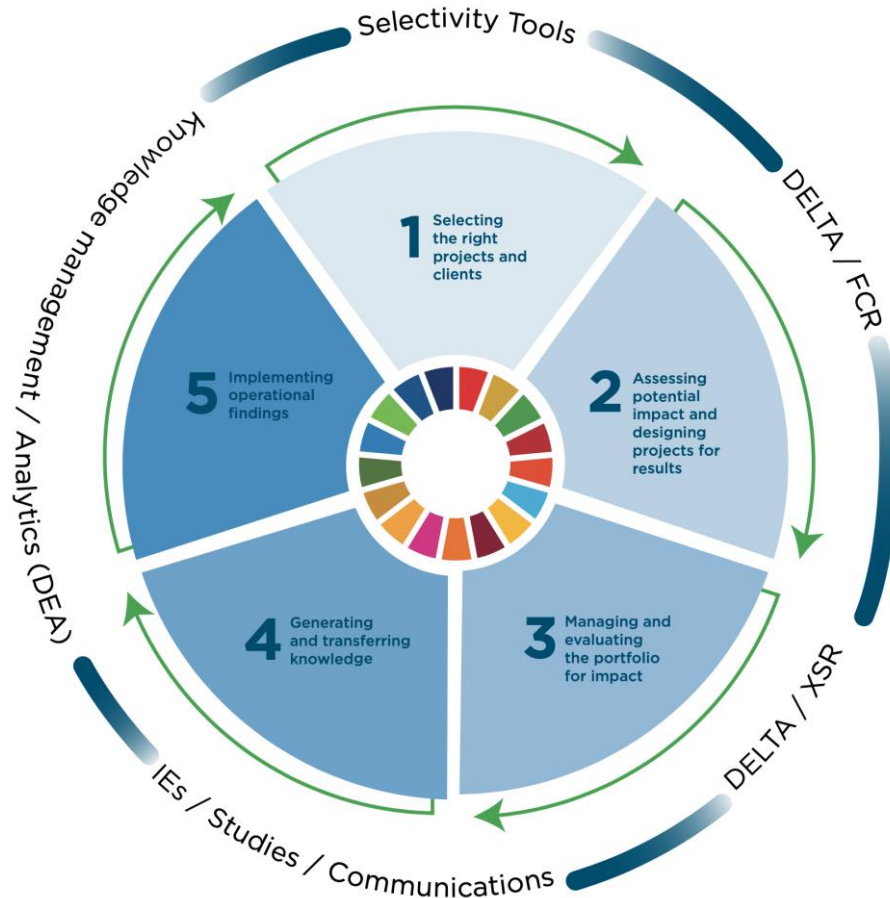 Selectivity Tools
DELTA / FCR
DELTA / XSR
IEs / Studies / Communications
Knowledge management / Analytics (DEA)
1
Selecting
the right
projects and
clients
2
Assessing
potential
impact and
designing
projects for
results
3
Managing and
evaluating
the portfolio
for impact
4
Generating
and transferring
knowledge
5
Implementing
operational
findings